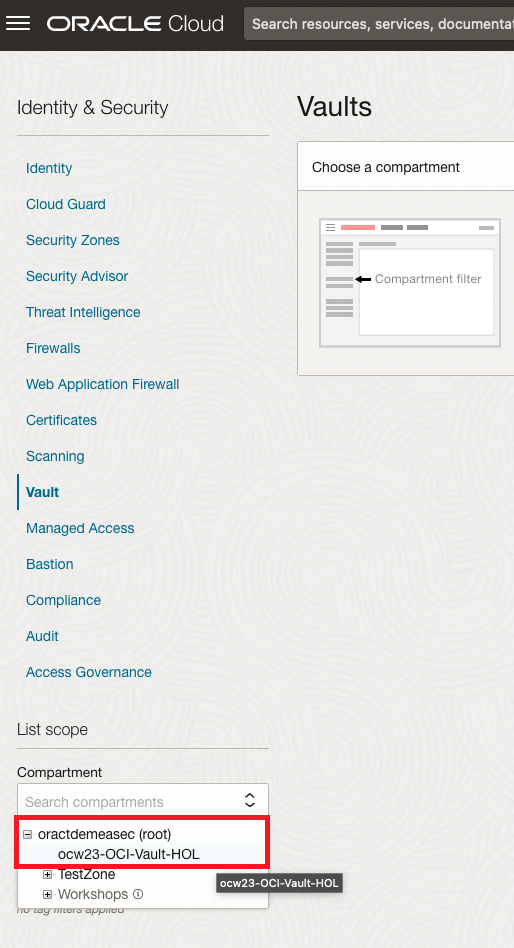 ORACLE Cloud
Search resources, services, documentat
Identity & Security
Identity
Cloud Guard
Security Zones
Security Advisor
Threat Intelligence
Firewalls
Web Application Firewall
Certificates
Scanning
Vault
Managed Access
Bastion
Compliance
Audit
Access Governance
List scope
Compartment
Search compartments
oractdemeasec (root)
ocw23-OCI-Vault-HOL
TestZone
Workshops
ocw23-OCI-Vault-HOL
no tag filters applied
Vaults
Choose a compartment
Compartment filter